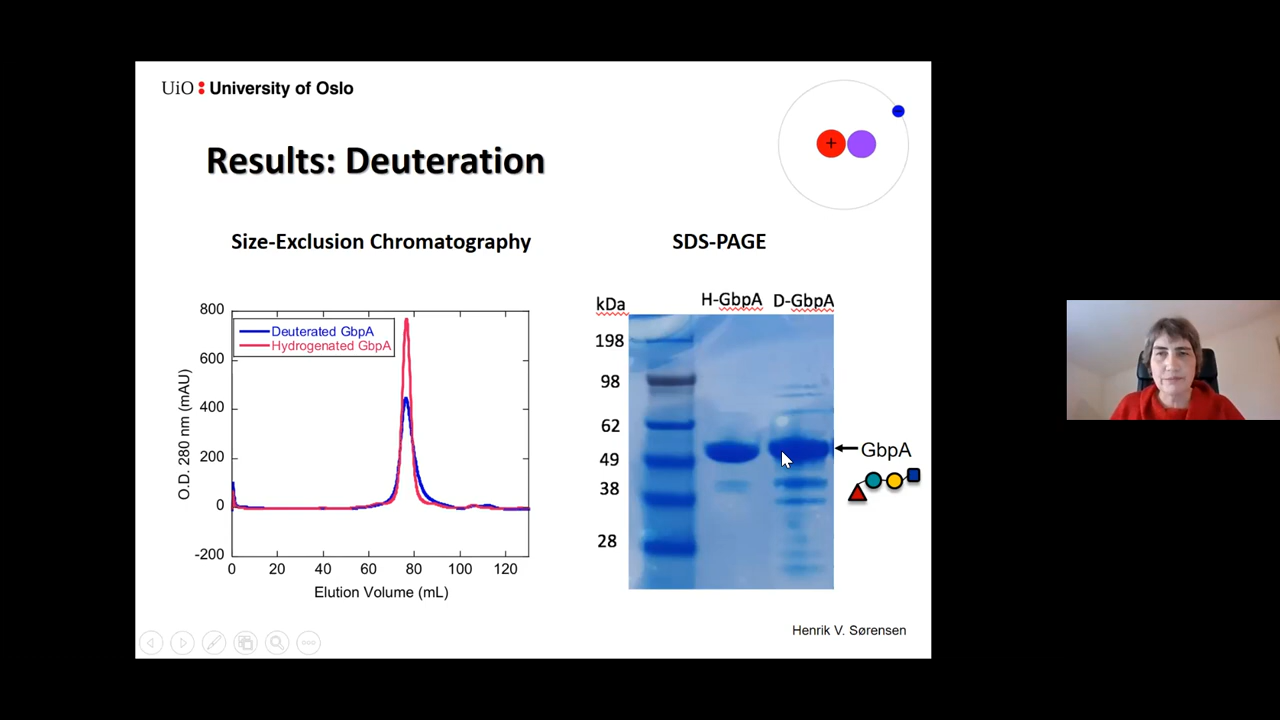 UiO : University of Oslo
Results: Deuteration
Size-Exclusion Chromatography
800
600
400
200
0
-200
O.D. 280 nm (mAU)
Deuterated GbpA
Hydrogenated GbpA
0 20 40 60 80 100 120
Elution Volume (mL)
SDS-PAGE
kDa H-GbpA D-GbpA
198
98
62
49
38
28
GbpA
Henrik V. Sørensen
+